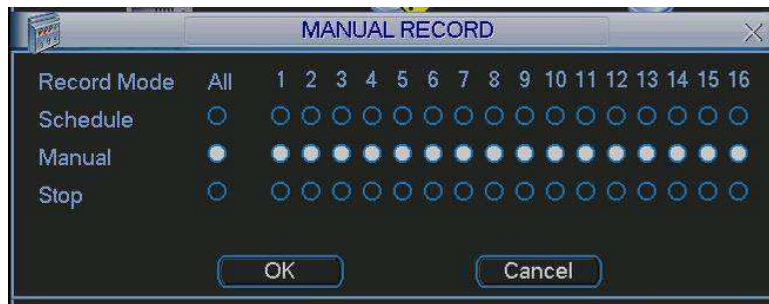 MANUAL RECORD
Record Mode All 1 2 3 4 5 6 7 8 9 10 11 12 13 14 15 16
Schedule
Manual
Stop
OK Cancel